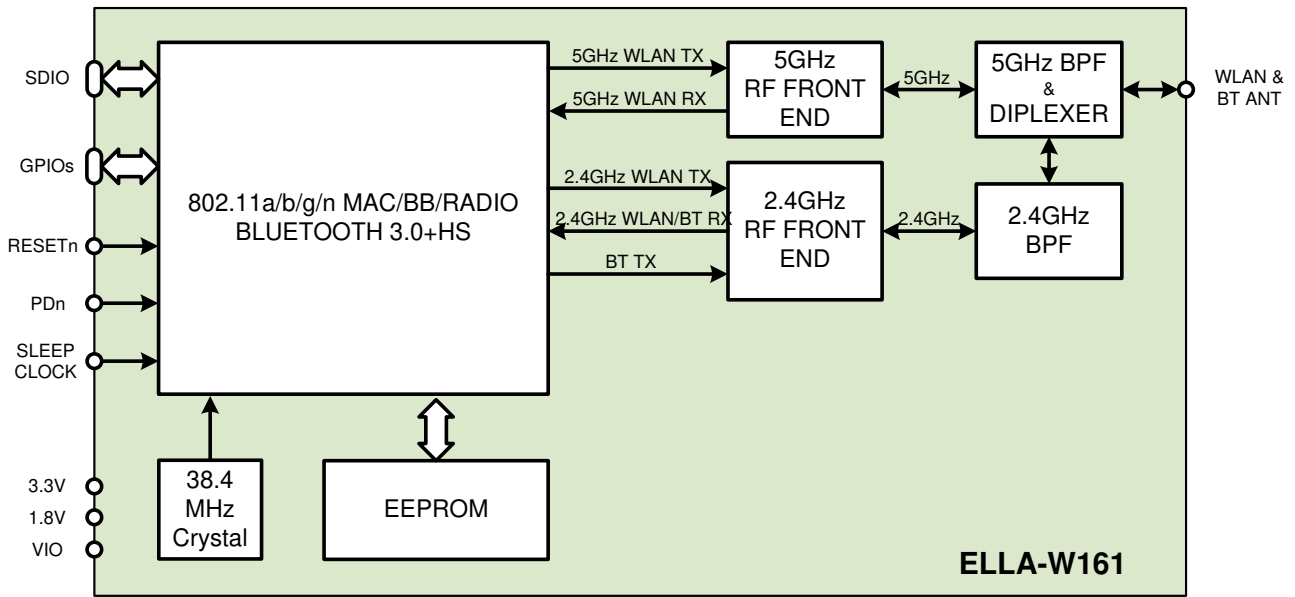 SDIO
GPIOs
RESETn
PDn
SLEEP
CLOCK
3.3V
1.8V
VIO
802.11a/b/g/n MAC/BB/RADIO
BLUETOOTH 3.0+HS
38.4
MHz
Crystal
EEPROM
5GHz WLAN TX
5GHz WLAN RX
2.4GHz WLAN TX
2.4GHz WLAN/BT RX
BT TX
5GHz
RF FRONT
END
2.4GHz
RF FRONT
END
5GHz
2.4GHz
5GHz BPF
&
DIPLEXER
2.4GHz
BPF
WLAN &
BT ANT
ELLA-W161